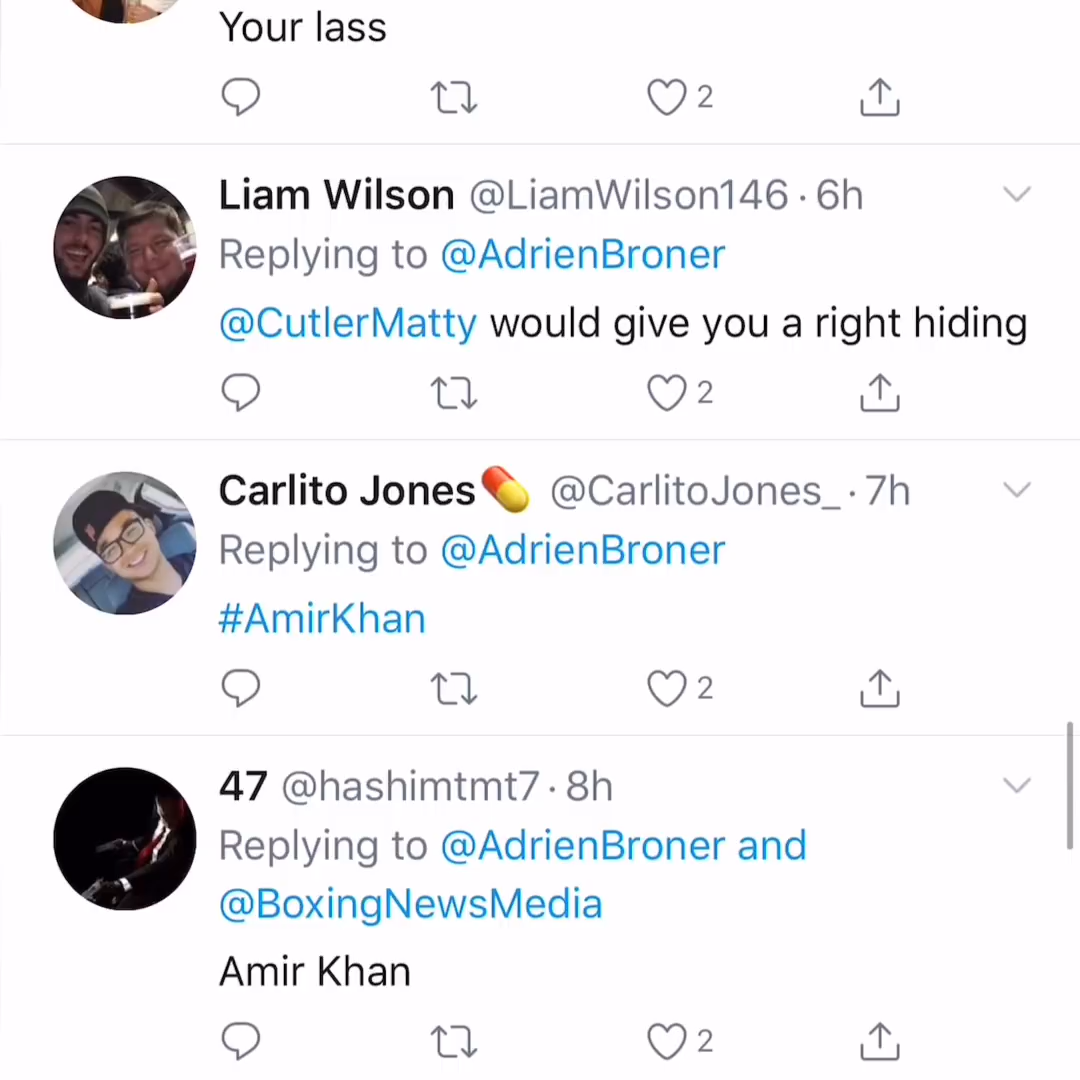 Your lass
2
Liam Wilson @LiamWilson146 · 6h
Replying to @AdrienBroner
@CutlerMatty would give you a right hiding
2
Carlito Jones💊 @CarlitoJones_ · 7h
Replying to @AdrienBroner
#AmirKhan
2
47 @hashimtmt7 · 8h
Replying to @AdrienBroner and
@BoxingNewsMedia
Amir Khan
2